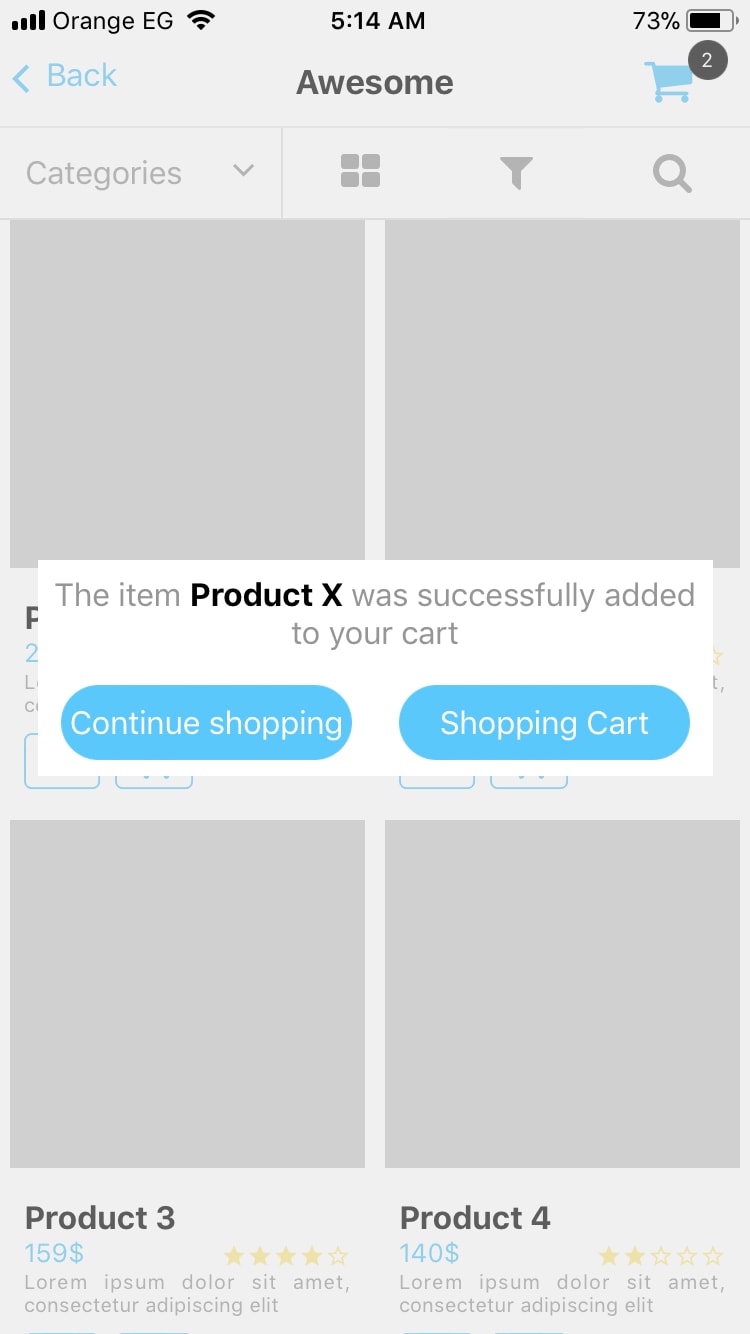 Orange EG 5:14 AM 73%
Back Awesome 2
Categories
The item Product X was successfully added
to your cart
Continue shopping Shopping Cart
Product 3 Product 4
159$ 140$
Lorem ipsum dolor sit amet, Lorem ipsum dolor sit amet,
consectetur adipiscing elit consectetur adipiscing elit